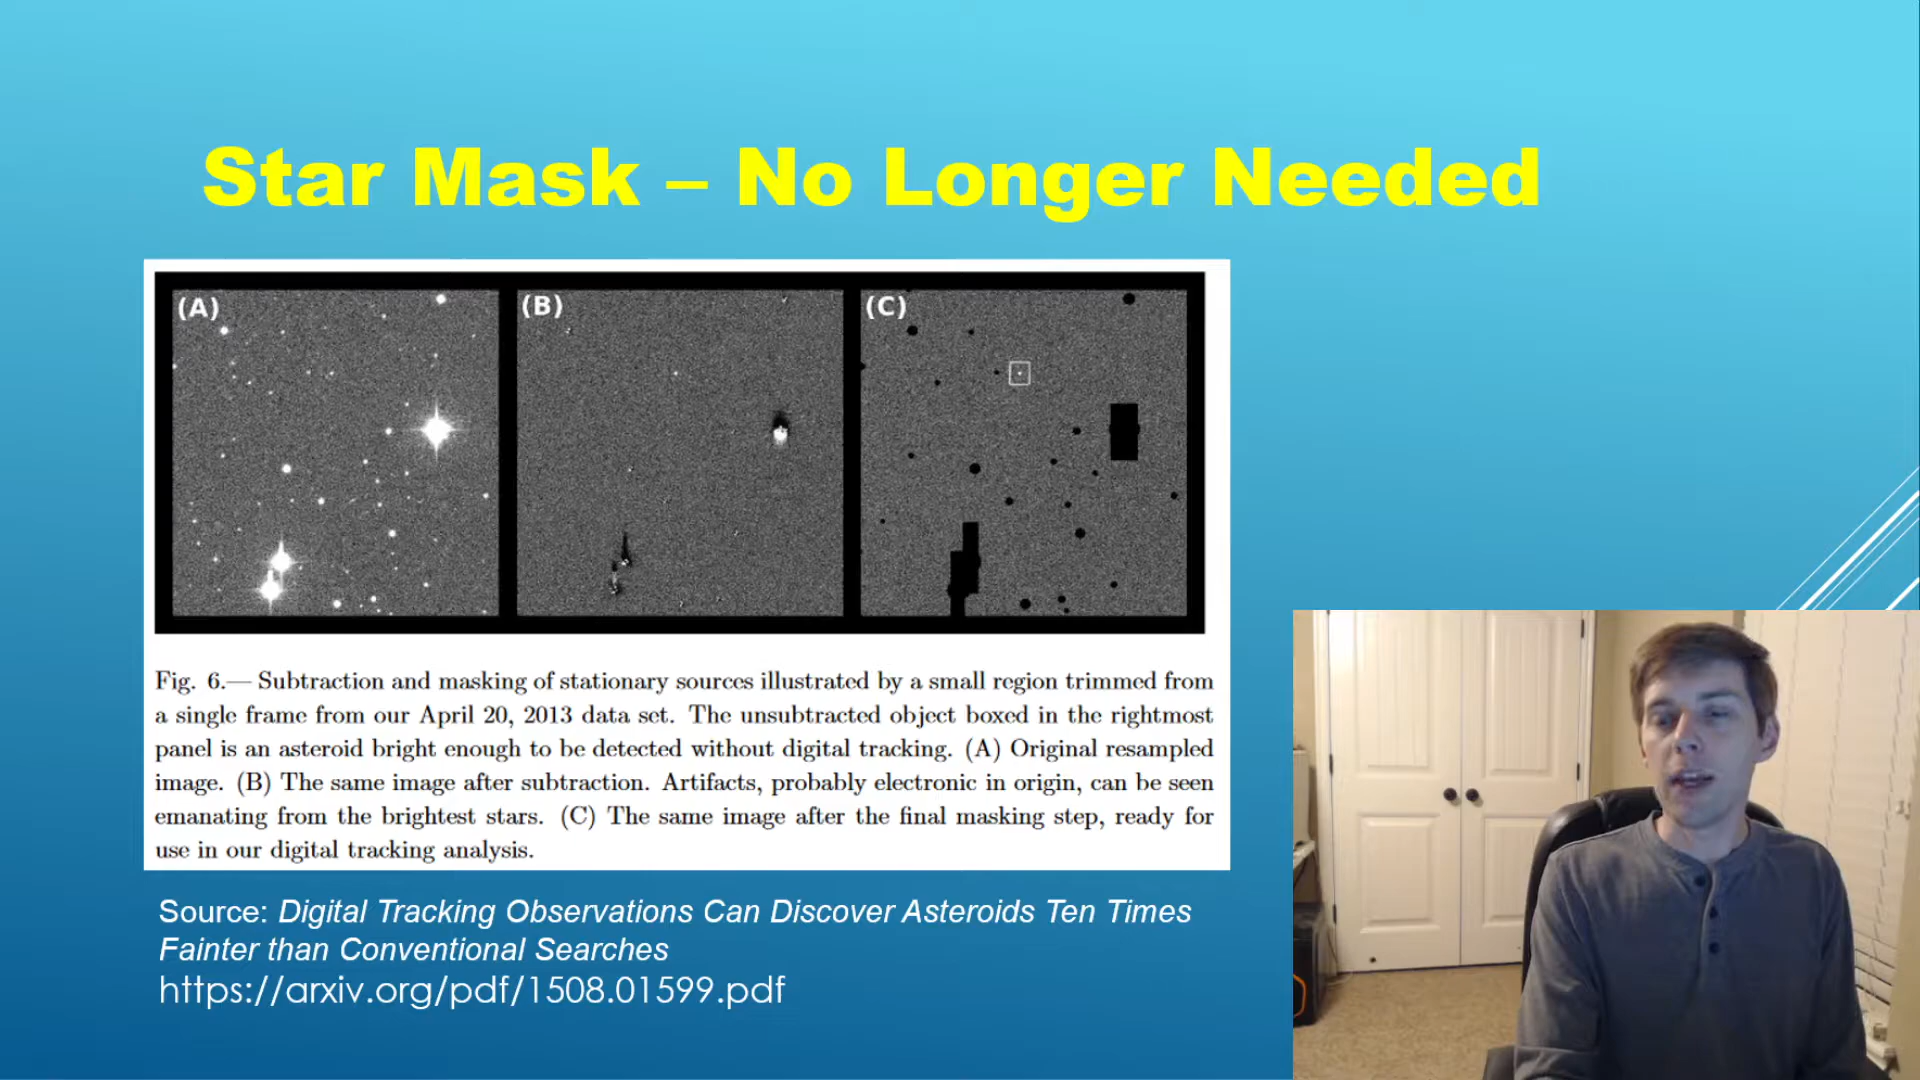 Star Mask – No Longer Needed
(A) (B) (C)
Fig. 6.— Subtraction and masking of stationary sources illustrated by a small region trimmed from
a single frame from our April 20, 2013 data set. The unsubtracted object boxed in the rightmost
panel is an asteroid bright enough to be detected without digital tracking. (A) Original resampled
image. (B) The same image after subtraction. Artifacts, probably electronic in origin, can be seen
emanating from the brightest stars. (C) The same image after the final masking step, ready for
use in our digital tracking analysis.
Source: Digital Tracking Observations Can Discover Asteroids Ten Times
Fainter than Conventional Searches
https://arxiv.org/pdf/1508.01599.pdf